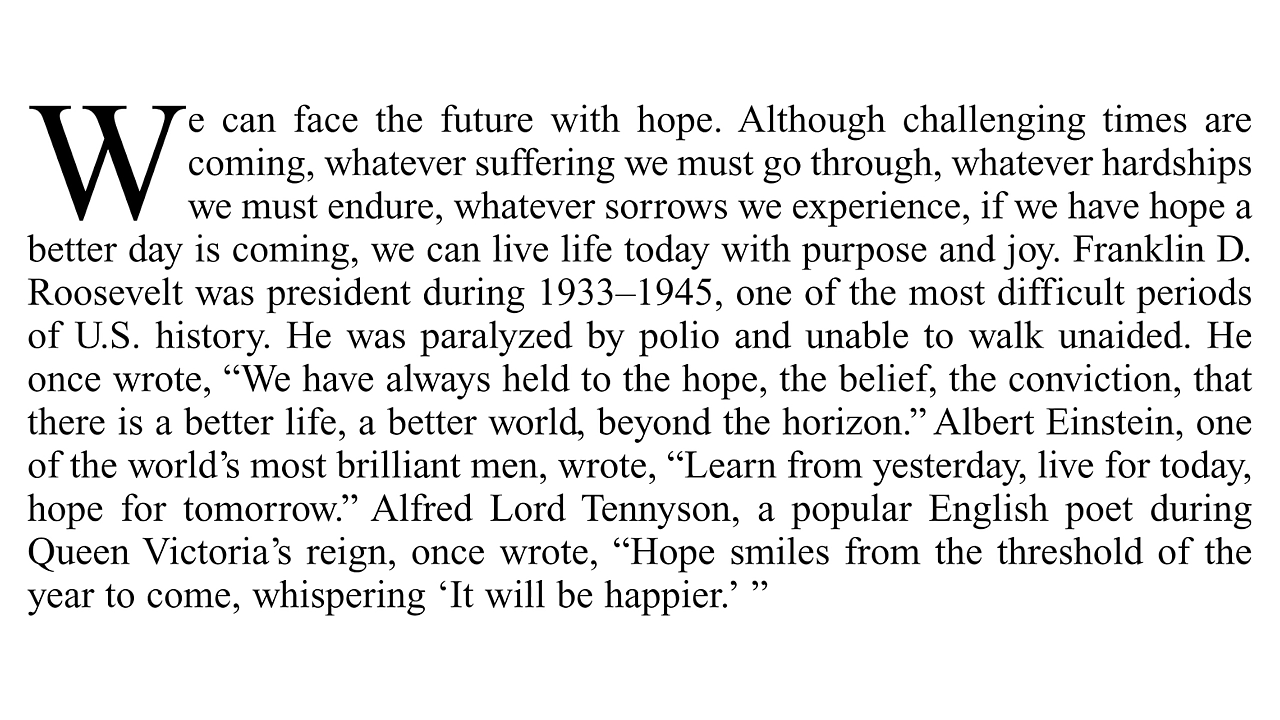 We can face the future with hope. Although challenging times are
coming, whatever suffering we must go through, whatever hardships
we must endure, whatever sorrows we experience, if we have hope a
better day is coming, we can live life today with purpose and joy. Franklin D.
Roosevelt was president during 1933–1945, one of the most difficult periods
of U.S. history. He was paralyzed by polio and unable to walk unaided. He
once wrote, “We have always held to the hope, the belief, the conviction, that
there is a better life, a better world, beyond the horizon.” Albert Einstein, one
of the world’s most brilliant men, wrote, “Learn from yesterday, live for today,
hope for tomorrow.” Alfred Lord Tennyson, a popular English poet during
Queen Victoria’s reign, once wrote, “Hope smiles from the threshold of the
year to come, whispering ‘It will be happier.’ ”